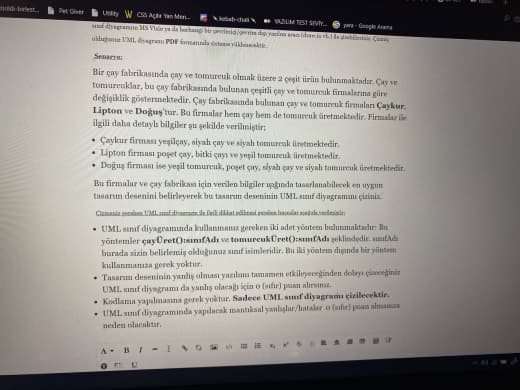 Pet Giver
Utility
CSS Açılır Yan Men...
kebab-chati
YAZILIM TEST SEVİY...
yara - Google Arama
sınıf diyagramını MS Visio ya da herhangi bir çevrimiçi/çevrim dışı yazılım aracı (draw.io vb.) ile çizebilirsiniz. Çizmiş
olduğunuz UML diyagramı PDF formatında sisteme yüklenecektir.
Senaryo:
Bir çay fabrikasında çay ve tomurcuk olmak üzere 2 çeşit ürün bulunmaktadır. Çay ve
tomurcuklar, bu çay fabrikasında bulunan çeşitli çay ve tomurcuk firmalarına göre
değişiklik göstermektedir. Çay fabrikasında bulunan çay ve tomurcuk firmaları Çaykur,
Lipton ve Doğuş'tur. Bu firmalar hem çay hem de tomurcuk üretmektedir. Firmalar ile
ilgili daha detaylı bilgiler şu şekilde verilmiştir;
• Çaykur firması yeşilçay, siyah çay ve siyah tomurcuk üretmektedir.
• Lipton firması poşet çay, bitki çayı ve yeşil tomurcuk üretmektedir.
• Doğuş firması ise yeşil tomurcuk, poşet çay, siyah çay ve siyah tomurcuk üretmektedir.
Bu firmalar ve çay fabrikası için verilen bilgiler ışığında tasarlanabilecek en uygun
tasarım desenini belirleyerek bu tasarım deseninin UML sınıf diyagramını çiziniz.
Çizmeniz gereken UML sınıf diyagramı ile ilgili dikkat edilmesi gereken hususlar aşağıda verilmiştir;
• UML sınıf diyagramında kullanmanız gereken iki adet yöntem bulunmaktadır: Bu
yöntemler çayÜret():sınıfAdı ve tomurcukÜret():sınıfAdı şeklindedir. sınıfAdı
burada sizin belirlemiş olduğunuz sınıf isimleridir. Bu iki yöntem dışında bir yöntem
kullanmanıza gerek yoktur.
• Tasarım deseninin yanlış olması yazılımı tamamen etkileyeceğinden dolayı çizeceğiniz
UML sınıf diyagramı da yanlış olacağı için 0 (sıfır) puan alırsınız.
• Kodlama yapılmasına gerek yoktur. Sadece UML sınıf diyagramı çizilecektir.
• UML sınıf diyagramında yapılacak mantıksal yanlışlar/hatalar 0 (sıfır) puan almanıza
neden olacaktır.
A B I
U